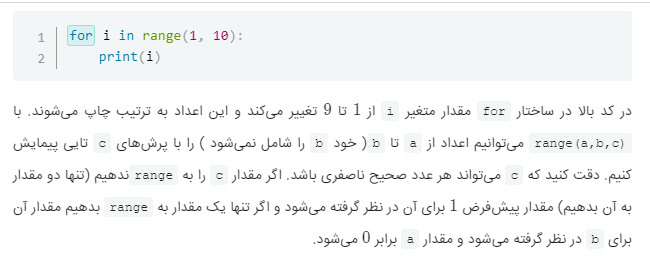 1 for i in range(1, 10):
2 print(i)
در کد بالا در ساختار for مقدار متغیر i از 1 تا 9 تغییر می‌کند و این اعداد به ترتیب چاپ می‌شوند. با
range(a,b,c) می‌توانیم اعداد از a تا b ( خود b را شامل نمی‌شود ) را با پرش‌های c تایی پیمایش
کنیم. دقت کنید که c می‌تواند هر عدد صحیح ناصفری باشد. اگر مقدار c را به range ندهیم (تنها دو مقدار
به آن بدهیم) مقدار پیش‌فرض 1 برای آن در نظر گرفته می‌شود و اگر تنها یک مقدار به range بدهیم مقدار آن
برای b در نظر گرفته می‌شود و مقدار a برابر 0 می‌شود.